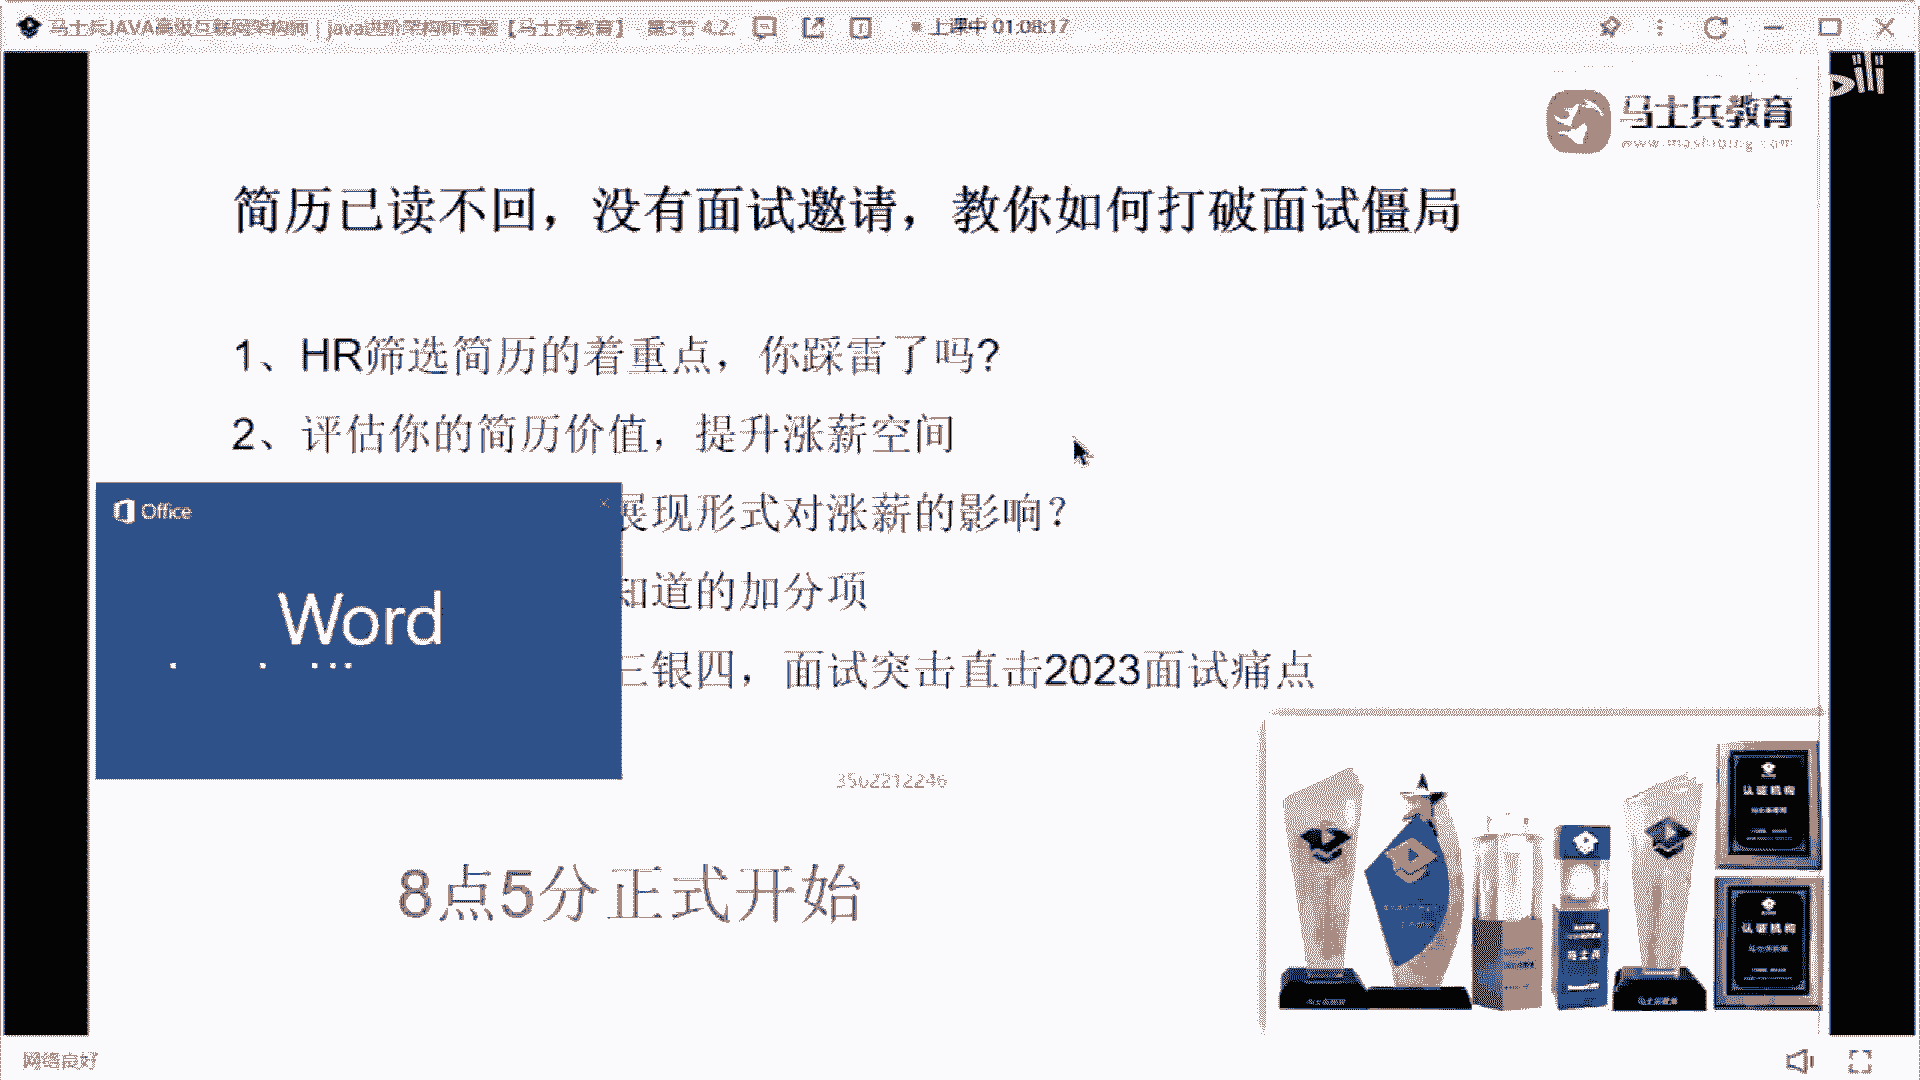 马士兵JAVA高级互联网架构师 | java进阶架构师专题【马士兵教育】 第3节 4.2.
上课中 01:08:17
马士兵教育
www.mashibing.com
简历已读不回，没有面试邀请，教你如何打破面试僵局
1、HR筛选简历的着重点，你踩雷了吗?
2、评估你的简历价值，提升涨薪空间
展现形式对涨薪的影响?
知道的加分项
三银四，面试突击直击2023面试痛点
Office
Word
3502212246
8点5分正式开始
认证机构
认证机构
网络良好